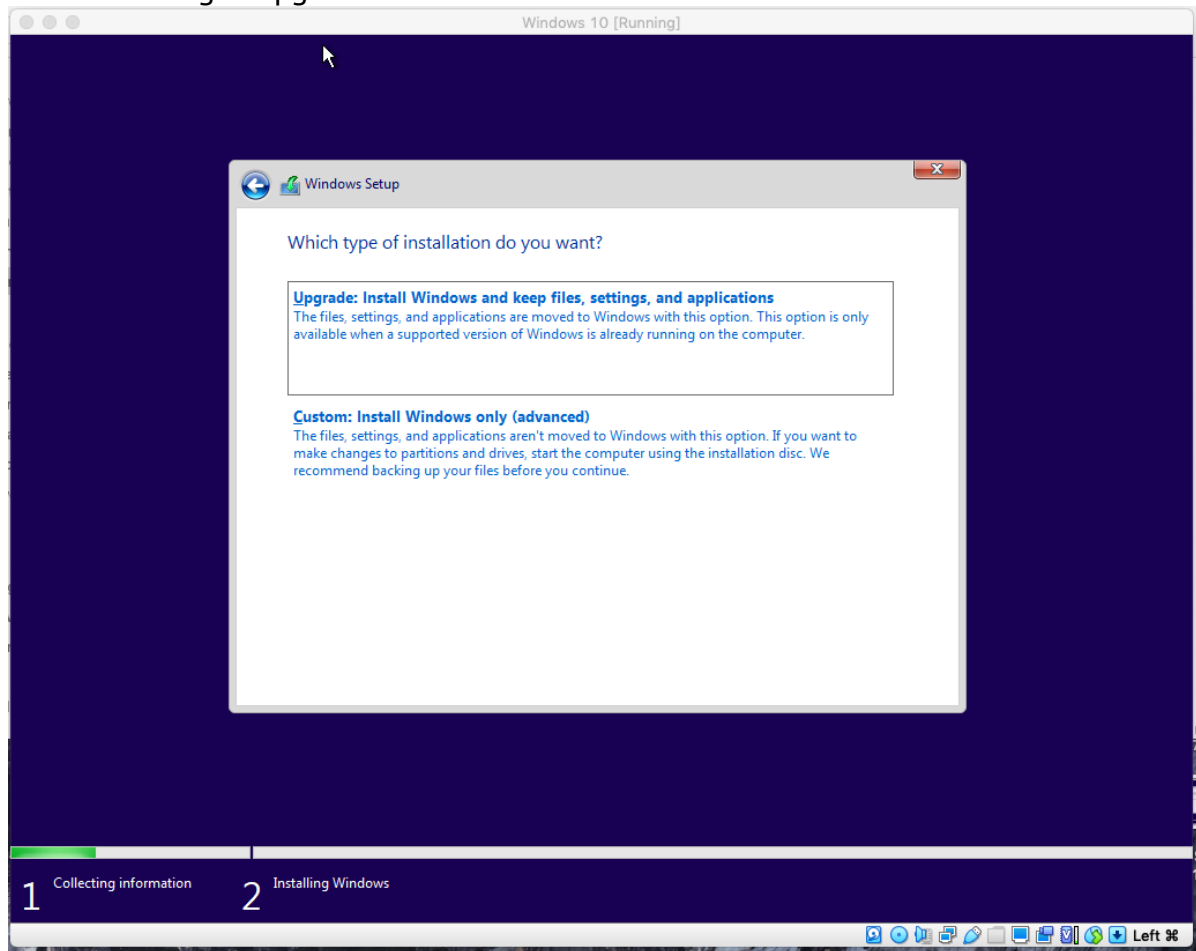 Windows 10 [Running]
Windows Setup
Which type of installation do you want?
Upgrade: Install Windows and keep files, settings, and applications
The files, settings, and applications are moved to Windows with this option. This option is only
available when a supported version of Windows is already running on the computer.
Custom: Install Windows only (advanced)
The files, settings, and applications aren't moved to Windows with this option. If you want to
make changes to partitions and drives, start the computer using the installation disc. We
recommend backing up your files before you continue.
1 Collecting information 2 Installing Windows
Left ⌘